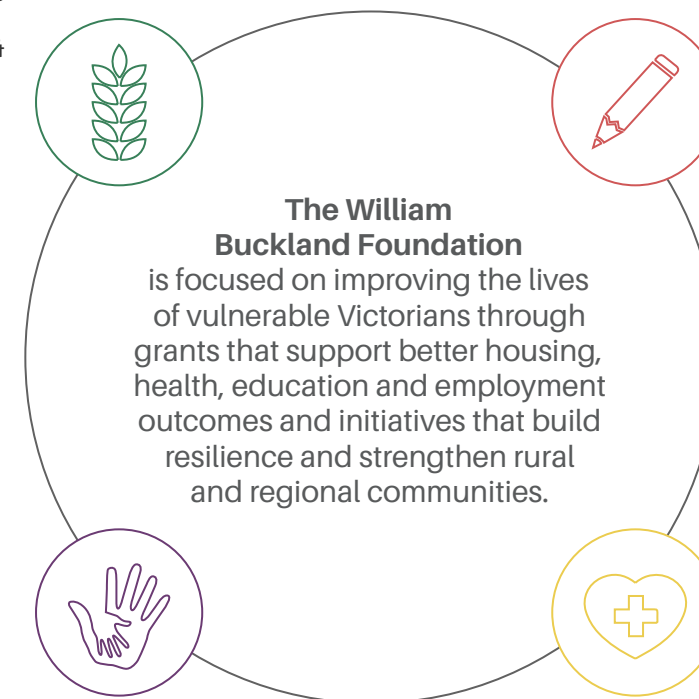 The William
Buckland Foundation
is focused on improving the lives
of vulnerable Victorians through
grants that support better housing,
health, education and employment
outcomes and initiatives that build
resilience and strengthen rural
and regional communities.